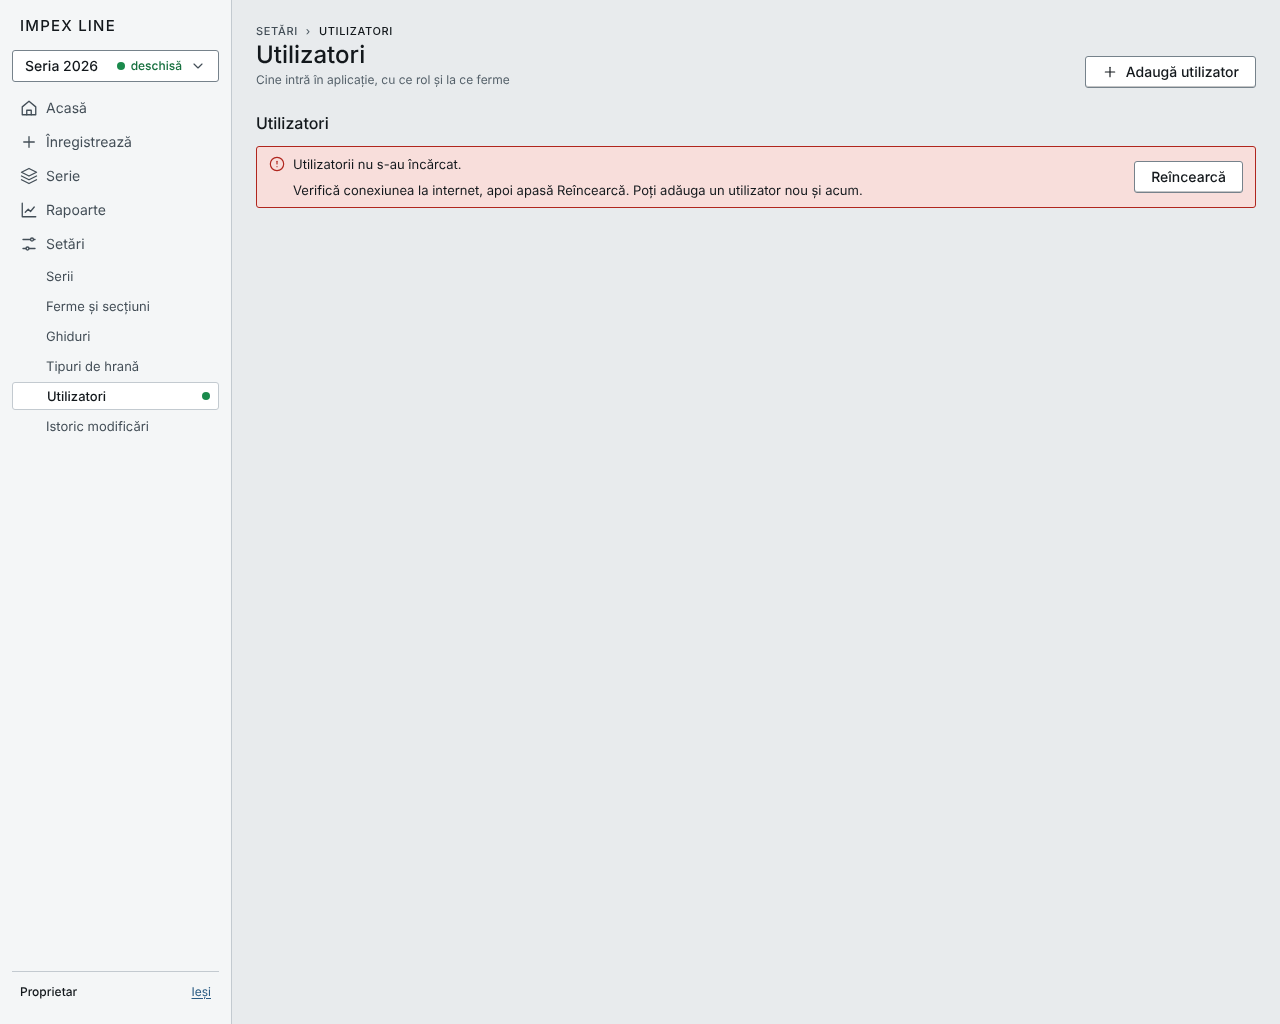 IMPEX LINE
Seria 2026 deschisă
Acasă
Înregistrează
Serie
Rapoarte
Setări
Serii
Ferme și secțiuni
Ghiduri
Tipuri de hrană
Utilizatori
Istoric modificări
Proprietar Ieși
SETĂRI › UTILIZATORI
Utilizatori
Cine intră în aplicație, cu ce rol și la ce ferme
Adaugă utilizator
Utilizatori
Utilizatorii nu s-au încărcat.
Verifică conexiunea la internet, apoi apasă Reîncearcă. Poți adăuga un utilizator nou și acum.
Reîncearcă